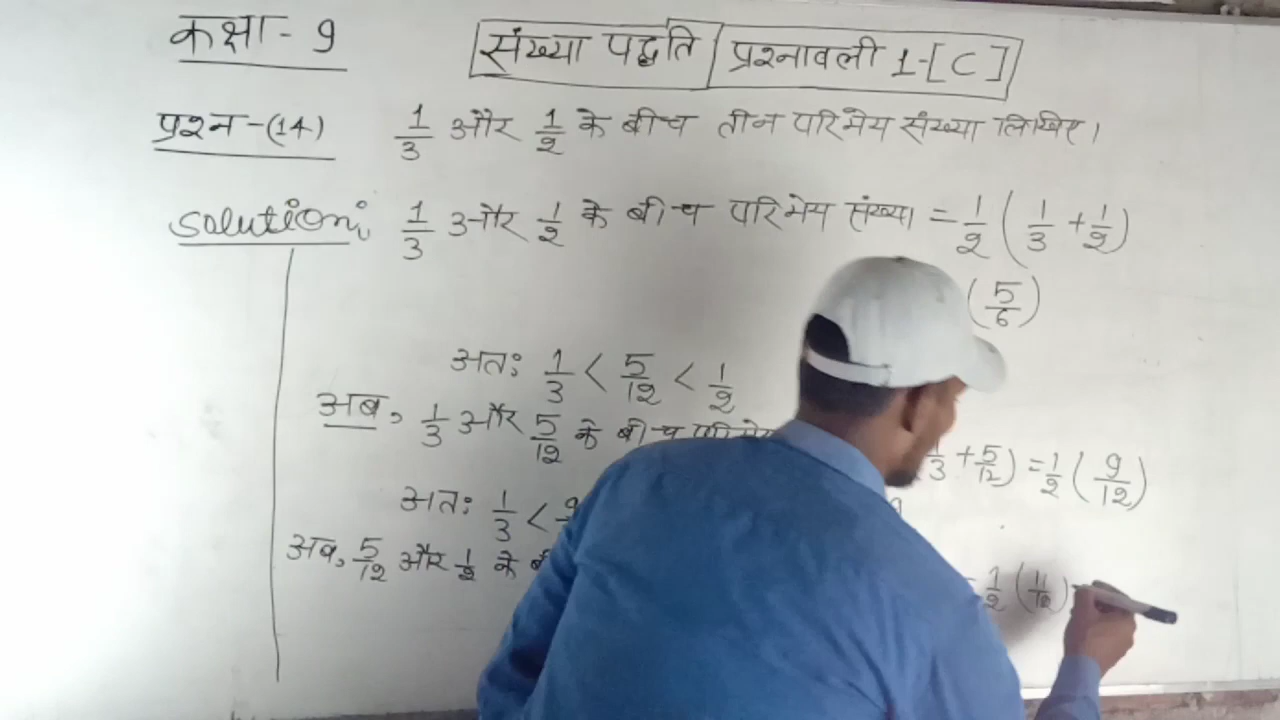 कक्षा - 9
संख्या पद्धति | प्रश्नावली 1-[C]
प्रश्न-(14) 1/3 और 1/2 के बीच तीन परिमेय संख्या लिखिए।
Solution: 1/3 और 1/2 के बीच परिमेय संख्या = 1/2 (1/3 + 1/2)
(5/6)
अतः 1/3 < 5/12 < 1/2
अब, 1/3 और 5/12 के बीच 1/3 + 5/12) = 1/2 (9/12)
अतः 1/3 <
अब, 5/12 और 1/2 के = 1/2 (11/12)